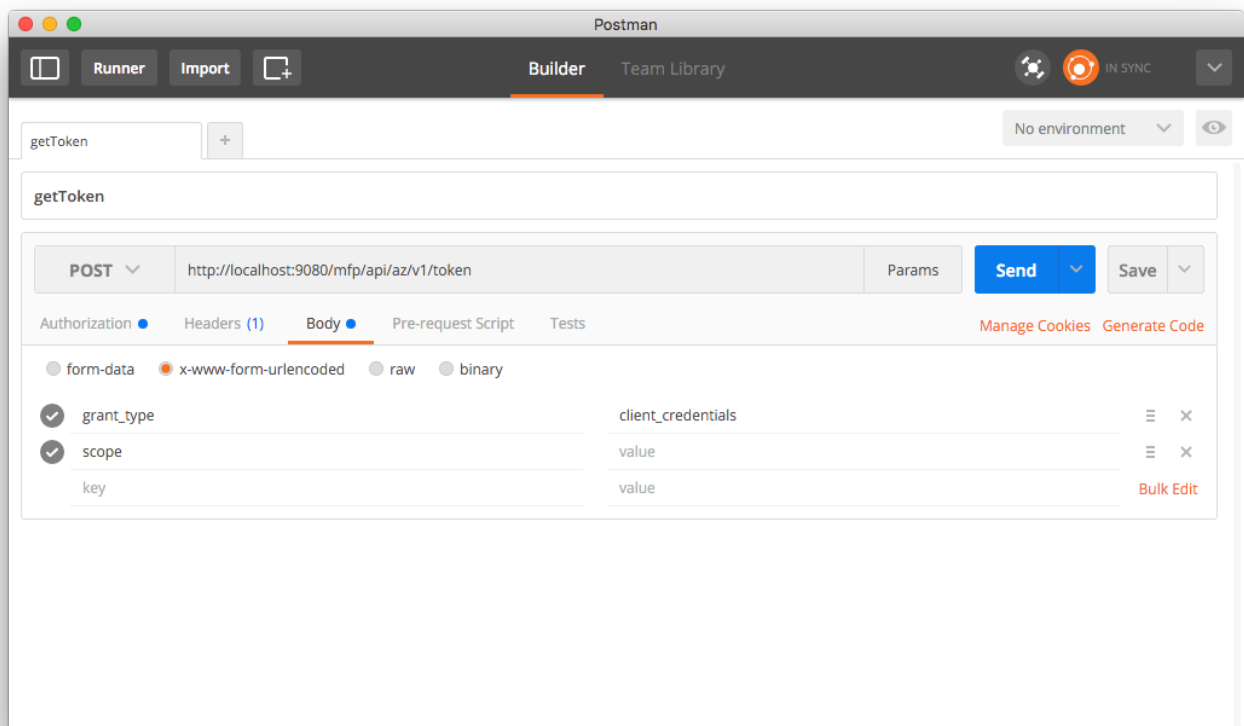 Postman
Runner Import Builder Team Library IN SYNC
getToken + No environment
getToken
POST http://localhost:9080/mfp/api/az/v1/token Params Send Save
Authorization Headers (1) Body Pre-request Script Tests Manage Cookies Generate Code
form-data x-www-form-urlencoded raw binary
grant_type client_credentials
scope value
key value Bulk Edit